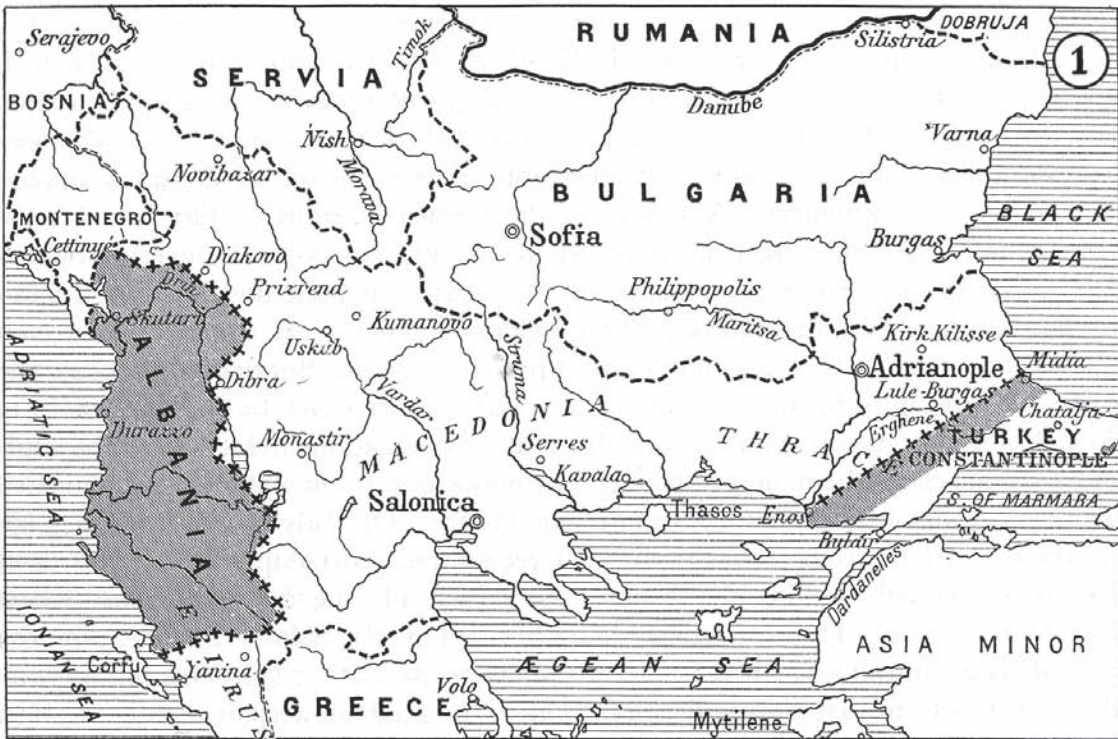 RUMANIA
DOBRUJA
Silistria
1
Serajevo
Timok
SERVIA
BOSNIA
Danube
Nish
Varna
Novibazar
Morava
BULGARIA
MONTENEGRO
BLACK
SEA
Cettinye
Sofia
Burgas
Diakovo
Drin
Prizrend
Philippopolis
Maritsa
Skutari
Kumanovo
Kirk Kilisse
Uskub
Struma
Adrianople
Midia
ADRIATIC SEA
ALBANIA
Dibra
Vardar
Lule-Burgas
Chatalja
Durazzo
MACEDONIA
THRACE
Erghene
TURKEY
Monastir
Serres
CONSTANTINOPLE
Kavala
Salonica
Thasos
Enos
S. OF MARMARA
Bulair
Dardanelles
IONIAN SEA
EPIRUS
Corfu
Yanina
ÆGEAN SEA
ASIA MINOR
GREECE
Volo
Mytilene